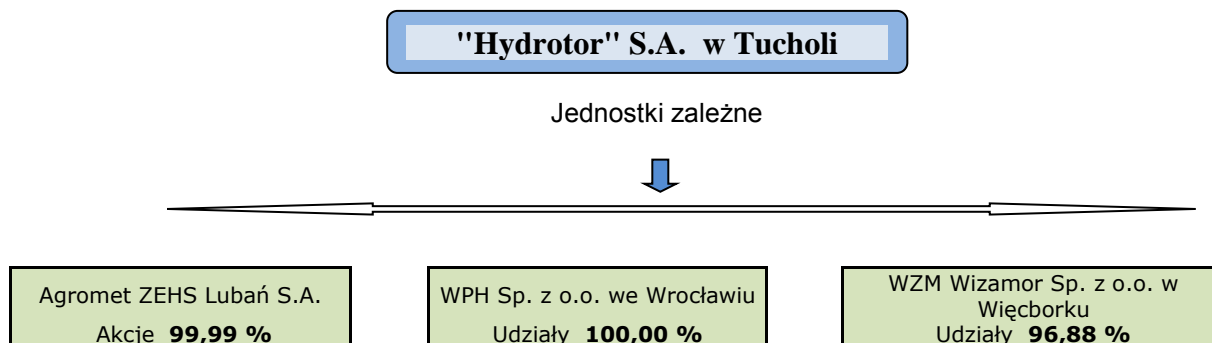 "Hydrotor" S.A. w Tucholi
Jednostki zależne
Agromet ZEHS Lubań S.A.
Akcje 99,99 %
WPH Sp. z o.o. we Wrocławiu
Udziały 100,00 %
WZM Wizamor Sp. z o.o. w
Więcborku
Udziały 96,88 %